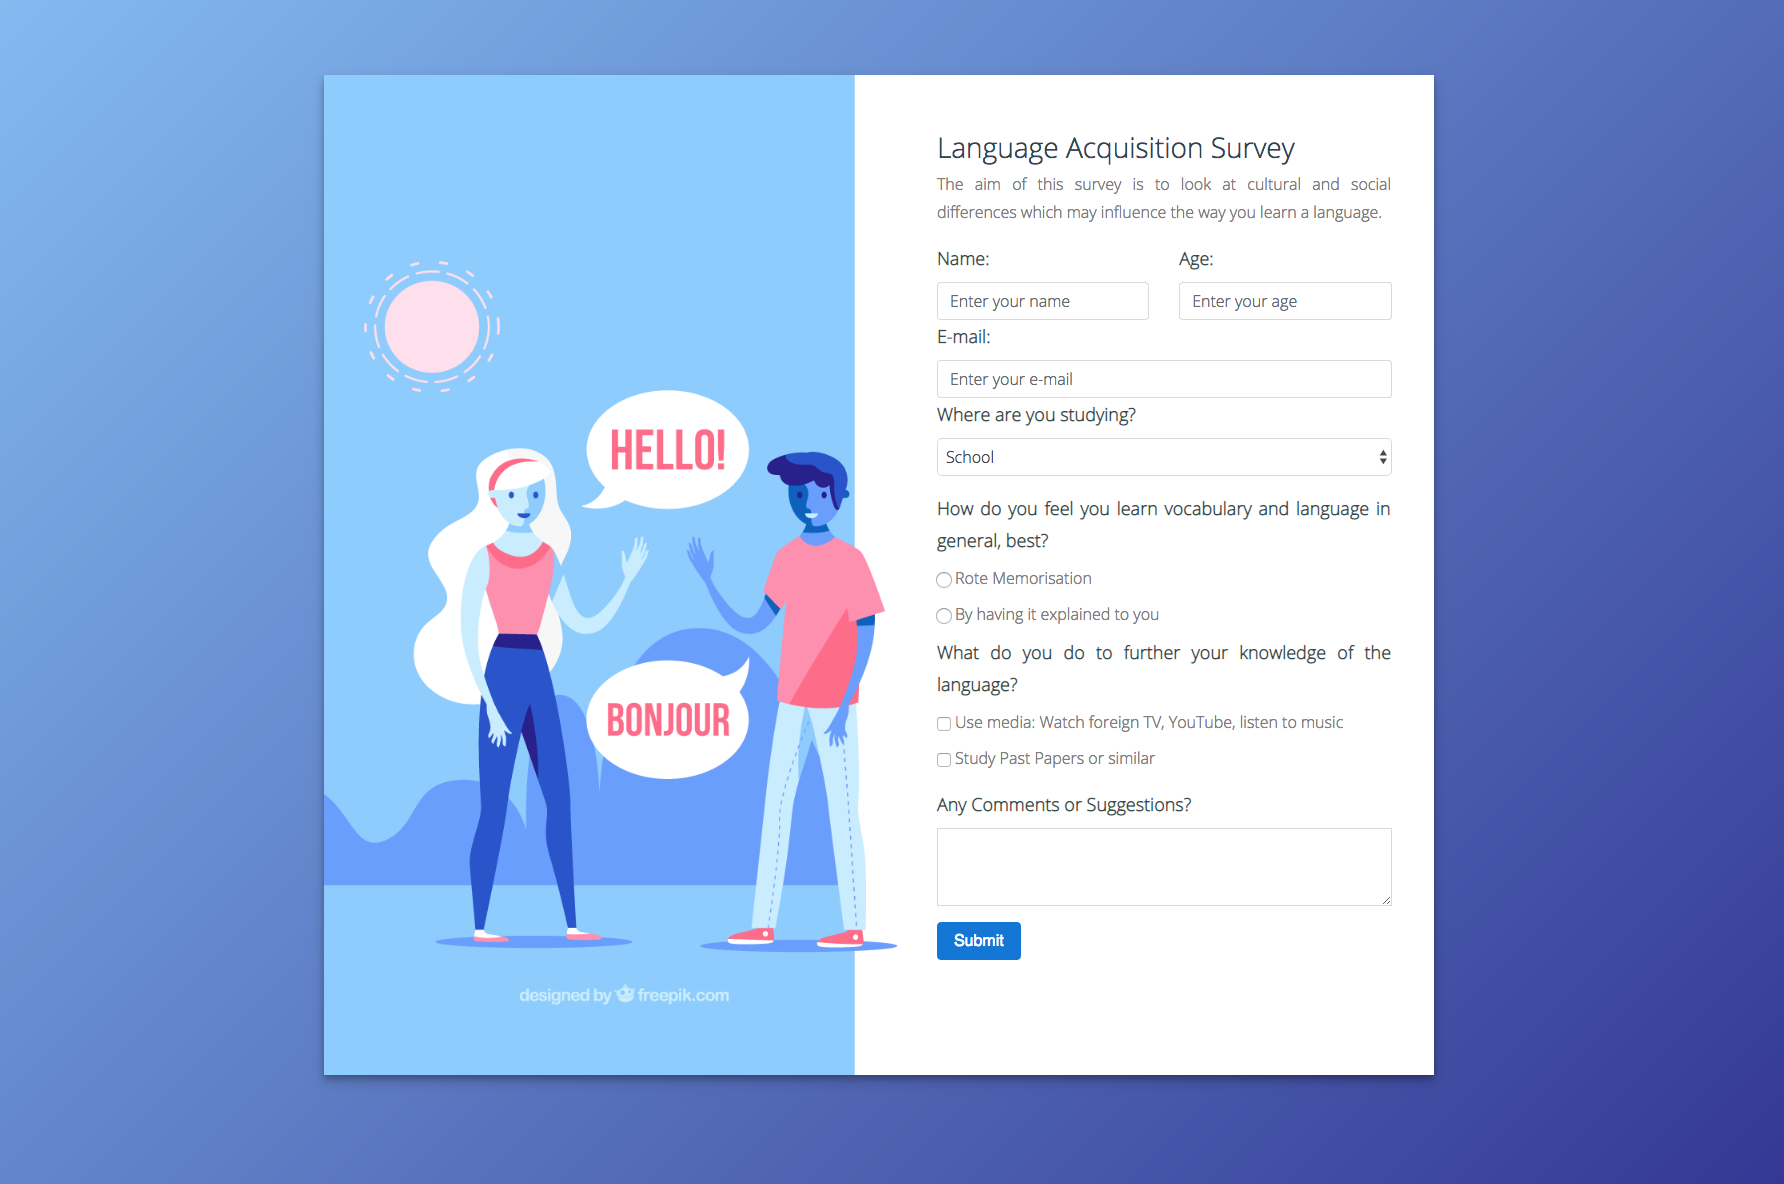 Language Acquisition Survey
The aim of this survey is to look at cultural and social
differences which may influence the way you learn a language.
Name:
Age:
Enter your name
Enter your age
E-mail:
Enter your e-mail
Where are you studying?
School
How do you feel you learn vocabulary and language in
general, best?
Rote Memorisation
By having it explained to you
What do you do to further your knowledge of the
language?
Use media: Watch foreign TV, YouTube, listen to music
Study Past Papers or similar
Any Comments or Suggestions?
Submit
HELLO!
BONJOUR
designed by freepik.com